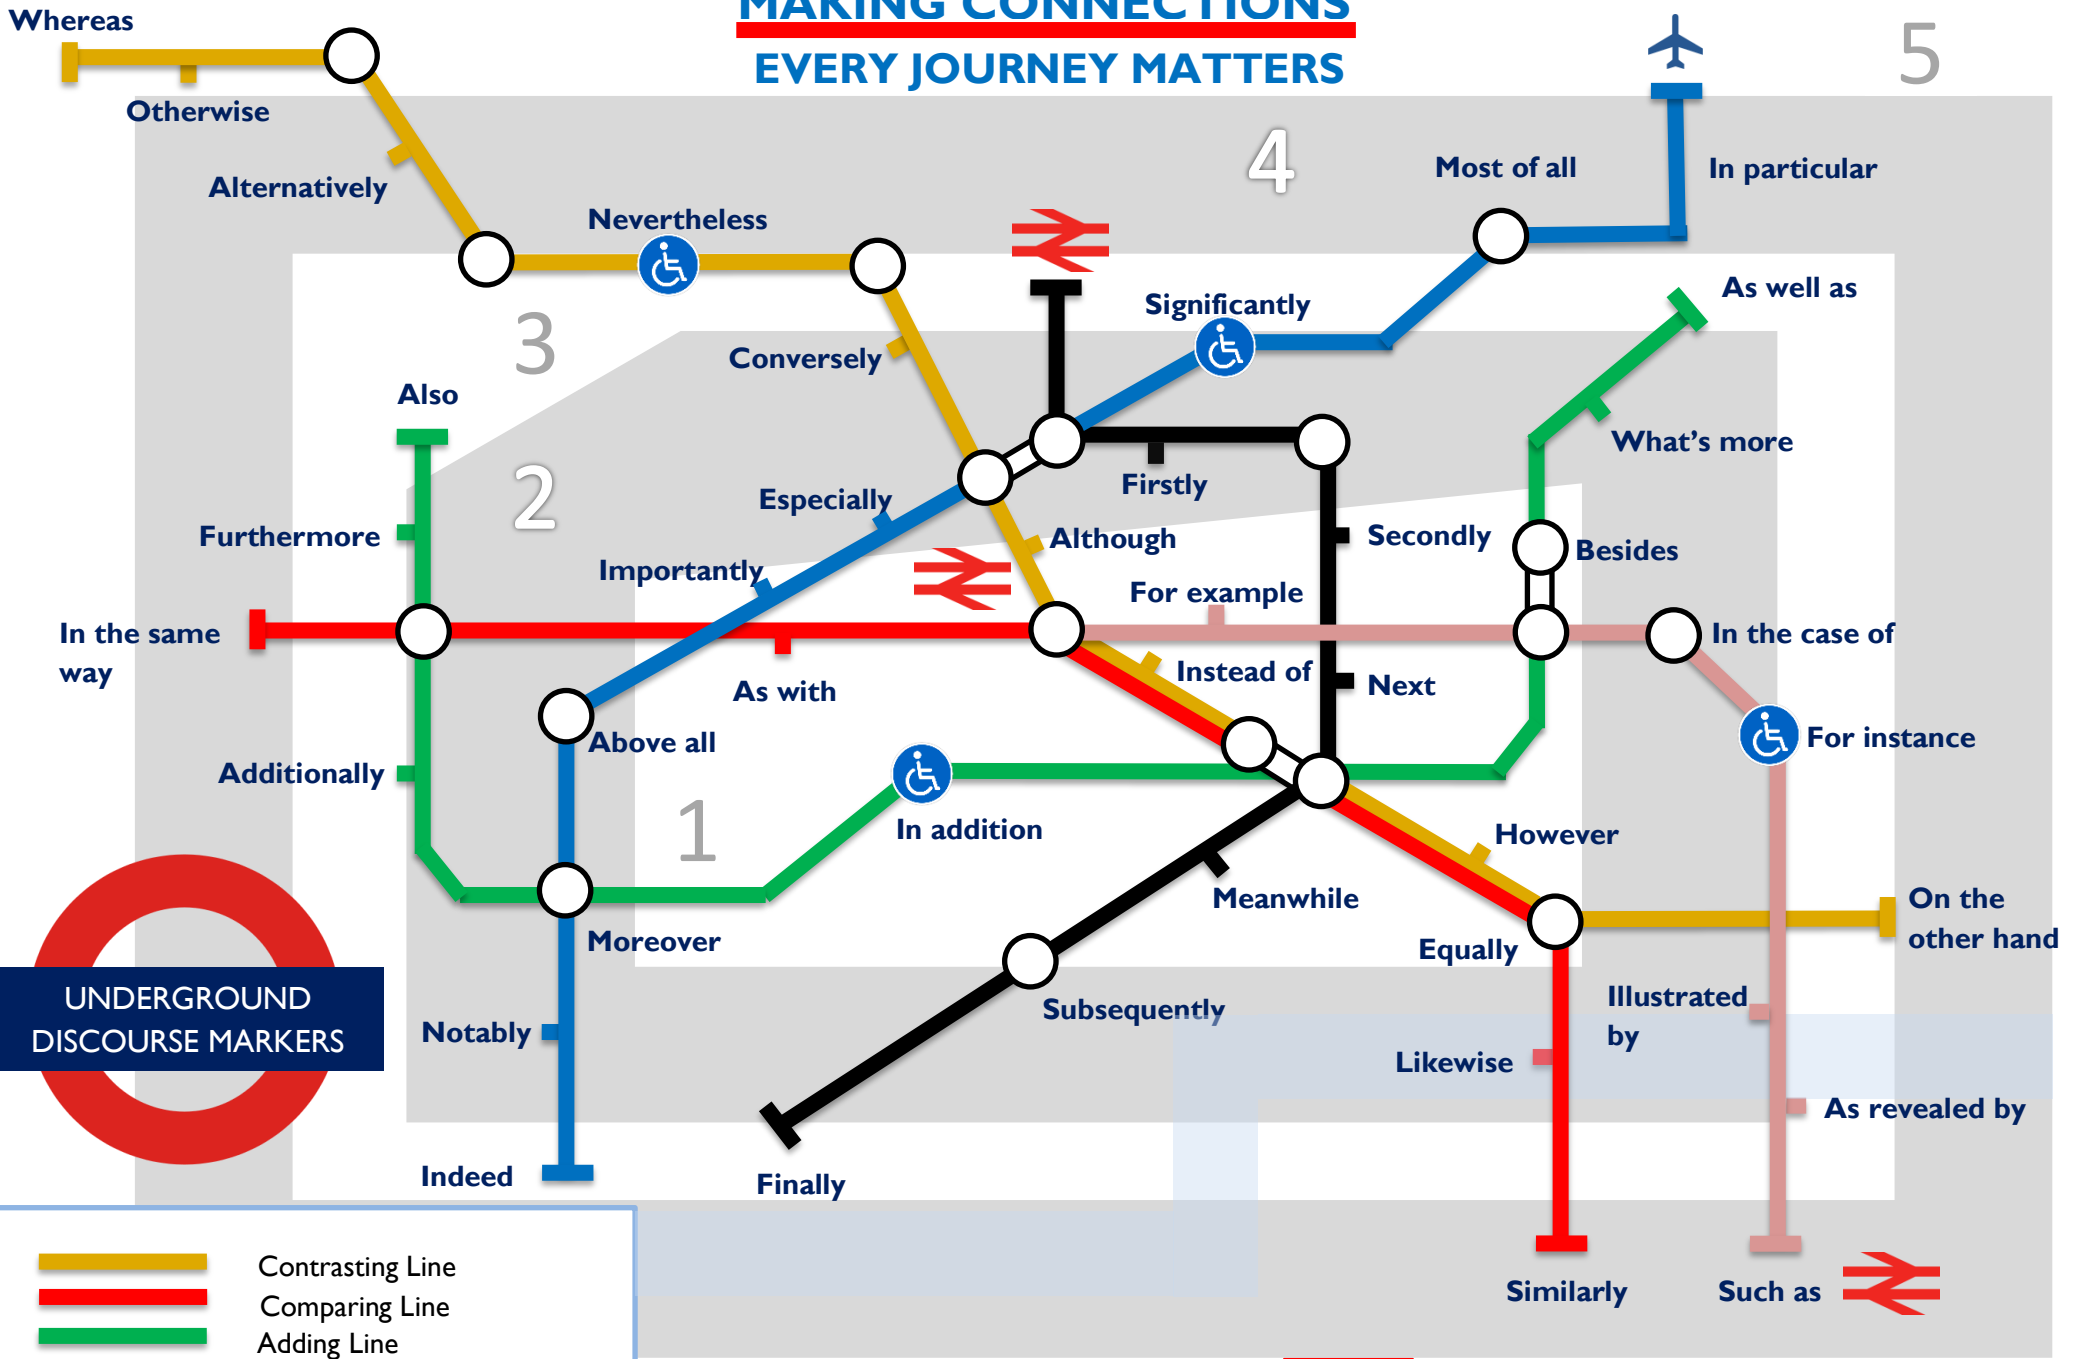 MAKING CONNECTIONS
EVERY JOURNEY MATTERS
Whereas
Otherwise
Alternatively
Nevertheless
Conversely
5
4
3
2
1
Most of all
In particular
Significantly
As well as
What's more
Also
Furthermore
Especially
Importantly
Firstly
Although
Secondly
Besides
For example
In the same
way
As with
Instead of
Next
In the case of
For instance
Above all
Additionally
In addition
However
Meanwhile
Moreover
Equally
On the
other hand
UNDERGROUND
DISCOURSE MARKERS
Notably
Subsequently
Illustrated
by
Likewise
As revealed by
Indeed
Finally
Similarly
Such as
Contrasting Line
Comparing Line
Adding Line